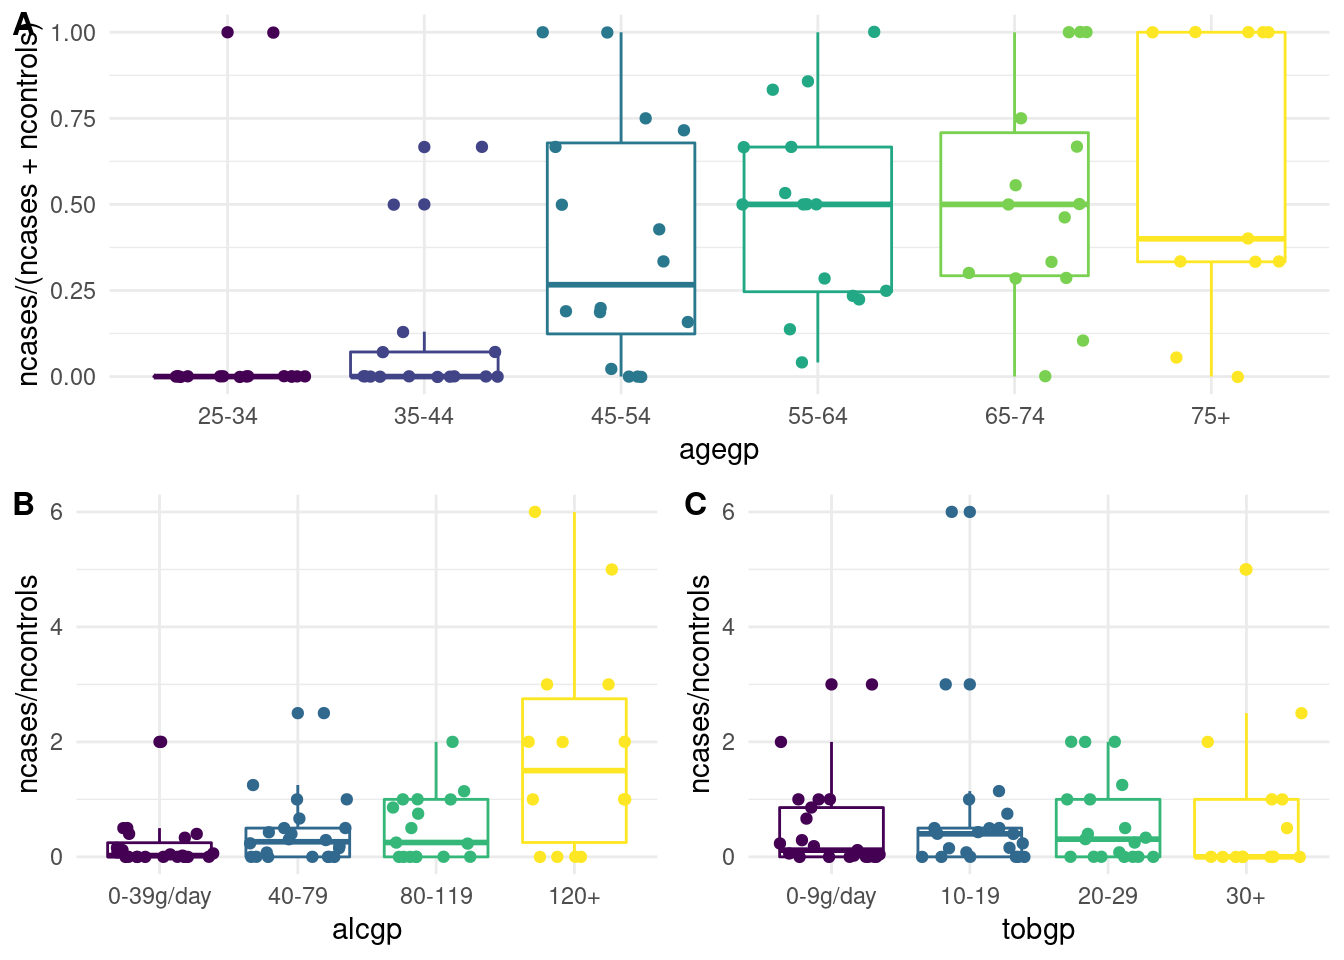 A
ncases/(ncases + ncontrols)
1.00
0.75
0.50
0.25
0.00
25-34 35-44 45-54 55-64 65-74 75+
agegp
B
ncases/ncontrols
6
4
2
0
0-39g/day 40-79 80-119 120+
alcgp
C
ncases/ncontrols
6
4
2
0
0-9g/day 10-19 20-29 30+
tobgp